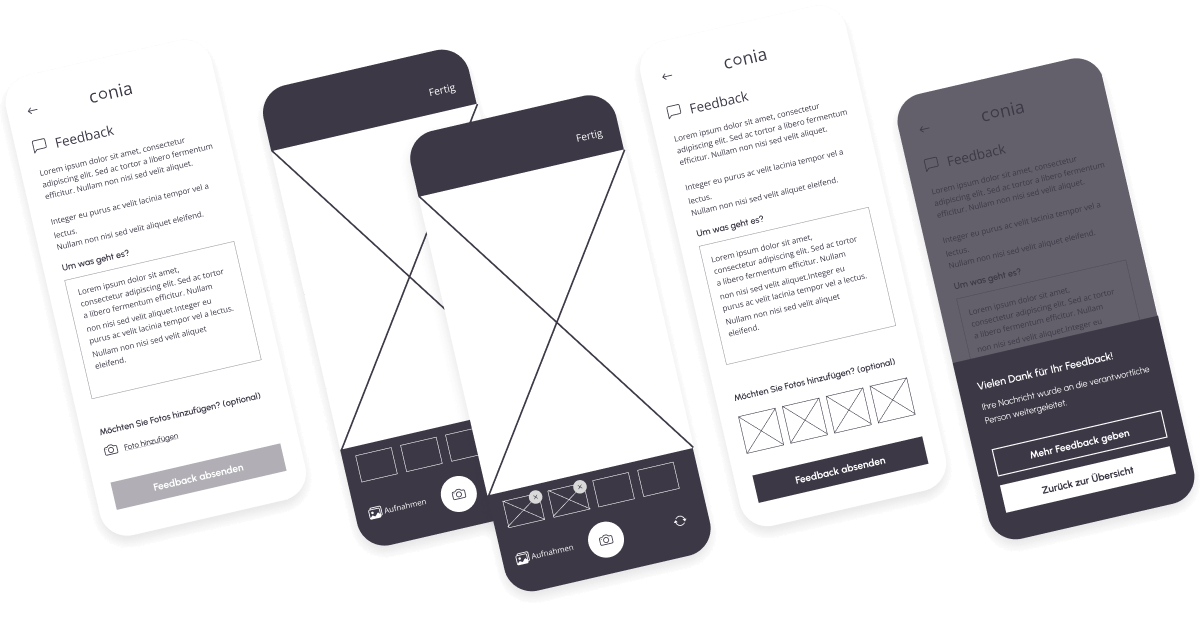 ←
conia
Feedback
Lorem ipsum dolor sit amet, consectetur
adipiscing elit. Sed ac tortor a libero fermentum
efficitur. Nullam non nisi sed velit aliquet.
Integer eu purus ac velit lacinia tempor vel a
lectus.
Nullam non nisi sed velit aliquet eleifend.
Um was geht es?
Lorem ipsum dolor sit amet,
consectetur adipiscing elit. Sed ac tortor
a libero fermentum efficitur. Nullam
non nisi sed velit aliquet.Integer eu
purus ac velit lacinia tempor vel a lectus.
Nullam non nisi sed velit aliquet
eleifend.
Möchten Sie Fotos hinzufügen? (optional)
Foto hinzufügen
Feedback absenden
Fertig
Aufnahmen
Fertig
Aufnahmen
←
conia
Feedback
Lorem ipsum dolor sit amet, consectetur
adipiscing elit. Sed ac tortor a libero fermentum
efficitur. Nullam non nisi sed velit aliquet.
Integer eu purus ac velit lacinia tempor vel a
lectus.
Nullam non nisi sed velit aliquet eleifend.
Um was geht es?
Lorem ipsum dolor sit amet,
consectetur adipiscing elit. Sed ac tortor
a libero fermentum efficitur. Nullam
non nisi sed velit aliquet.Integer eu
purus ac velit lacinia tempor vel a lectus.
Nullam non nisi sed velit aliquet
eleifend.
Möchten Sie Fotos hinzufügen? (optional)
Feedback absenden
←
conia
Feedback
Lorem ipsum dolor sit amet, consectetur
adipiscing elit. Sed ac tortor a libero fermentum
efficitur. Nullam non nisi sed velit aliquet.
Integer eu purus ac velit lacinia tempor vel a
lectus.
Nullam non nisi sed velit aliquet eleifend.
Um was geht es?
Lorem ipsum dolor sit amet,
consectetur adipiscing elit. Sed ac tortor
a libero fermentum efficitur. Nullam
non nisi sed velit aliquet.Integer eu
Vielen Dank für Ihr Feedback!
Ihre Nachricht wurde an die verantwortliche
Person weitergeleitet.
Mehr Feedback geben
Zurück zur Übersicht